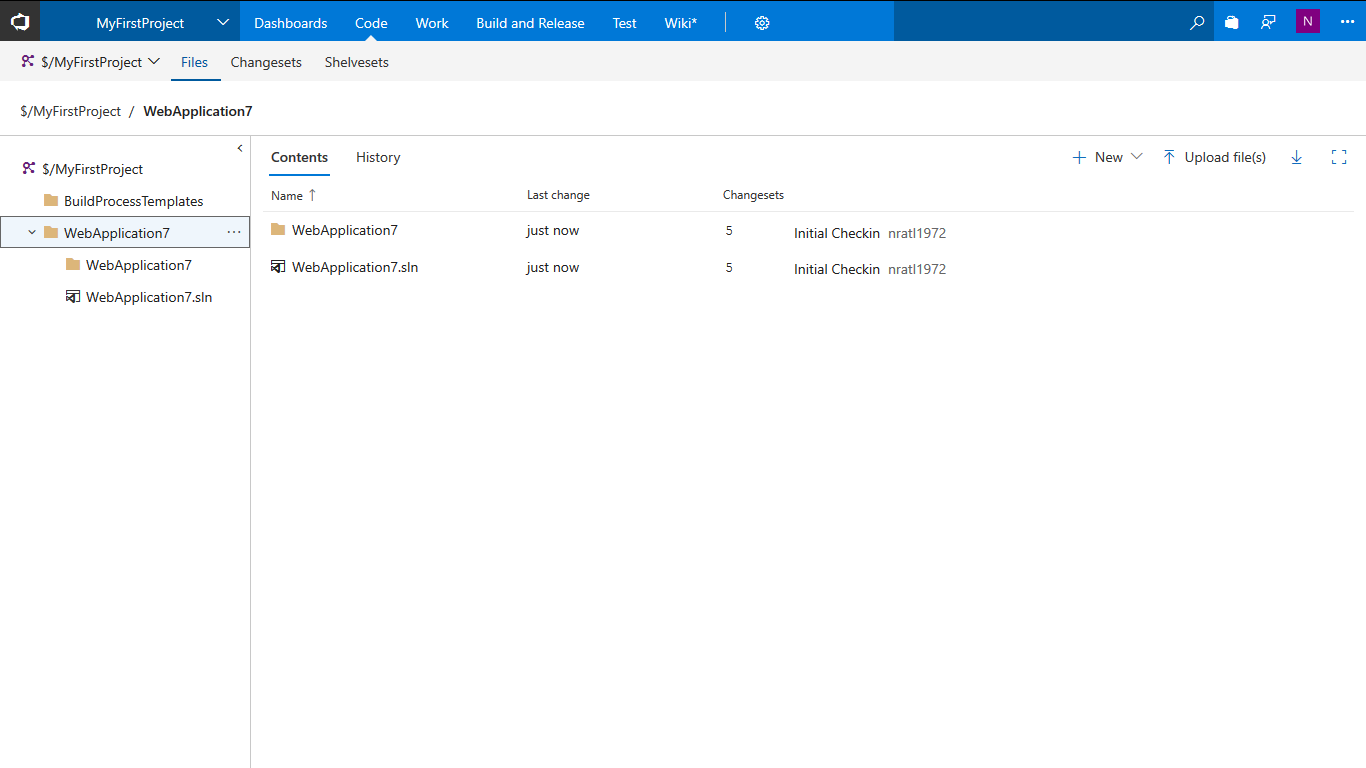 MyFirstProject Dashboards Code Work Build and Release Test Wiki* N
$/MyFirstProject Files Changesets Shelvesets
$/MyFirstProject / WebApplication7
$/MyFirstProject
BuildProcessTemplates
WebApplication7 ...
WebApplication7
WebApplication7.sln
Contents History New Upload file(s)
Name Last change Changesets
WebApplication7 just now 5 Initial Checkin nratl1972
WebApplication7.sln just now 5 Initial Checkin nratl1972